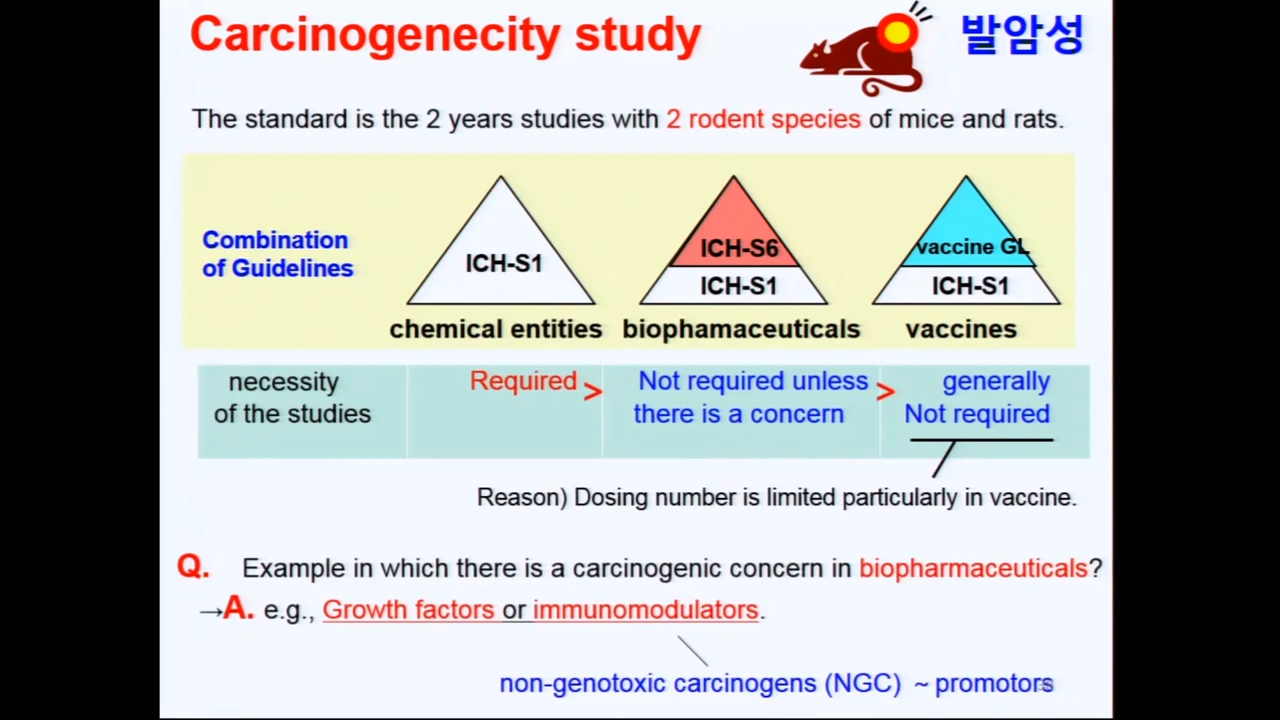 Carcinogenecity study
발암성
The standard is the 2 years studies with 2 rodent species of mice and rats.
Combination
of Guidelines
ICH-S1
chemical entities
ICH-S6
ICH-S1
biophamaceuticals
vaccine GL
ICH-S1
vaccines
necessity
of the studies
Required >
Not required unless
there is a concern
>
generally
Not required
Reason) Dosing number is limited particularly in vaccine.
Q. Example in which there is a carcinogenic concern in biopharmaceuticals?
→A. e.g., Growth factors or immunomodulators.
non-genotoxic carcinogens (NGC) ~ promotors